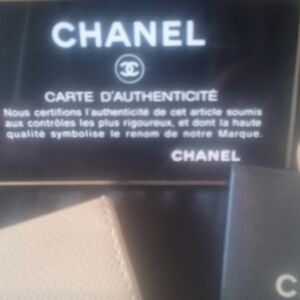 CHANEL
CARTE D'AUTHENTICITÉ
Nous certifions l'authenticité de cet article soumis
aux contrôles les plus rigoureux, et dont la haute
qualité symbolise le renom de notre Marque.
CHANEL
C